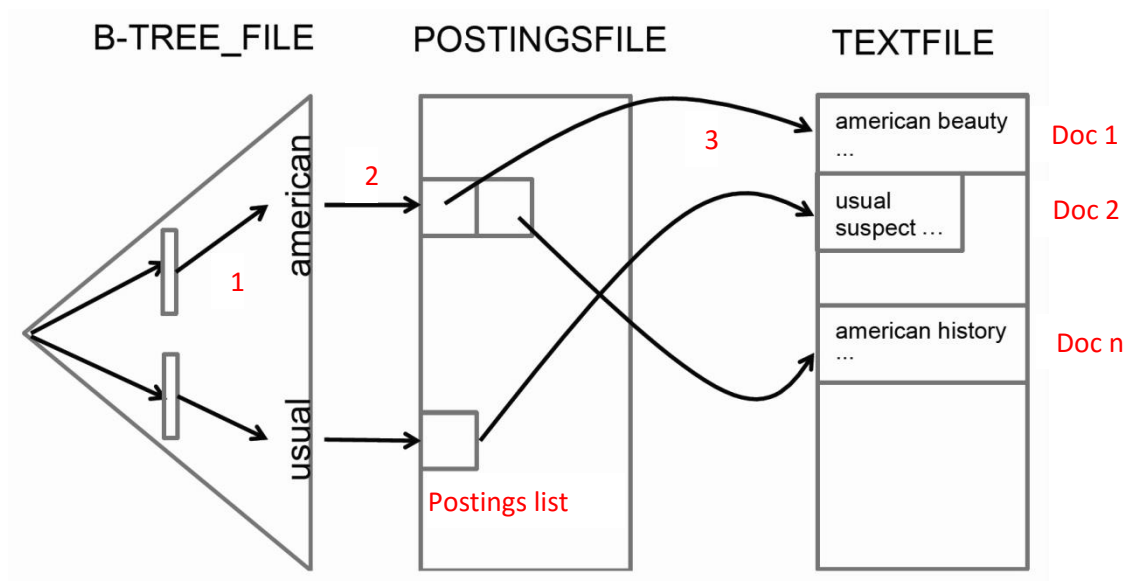 B-TREE_FILE
POSTINGSFILE
TEXTFILE
american
usual
1
2
3
Postings list
american beauty
...
Doc 1
usual
suspect ...
Doc 2
american history
...
Doc n